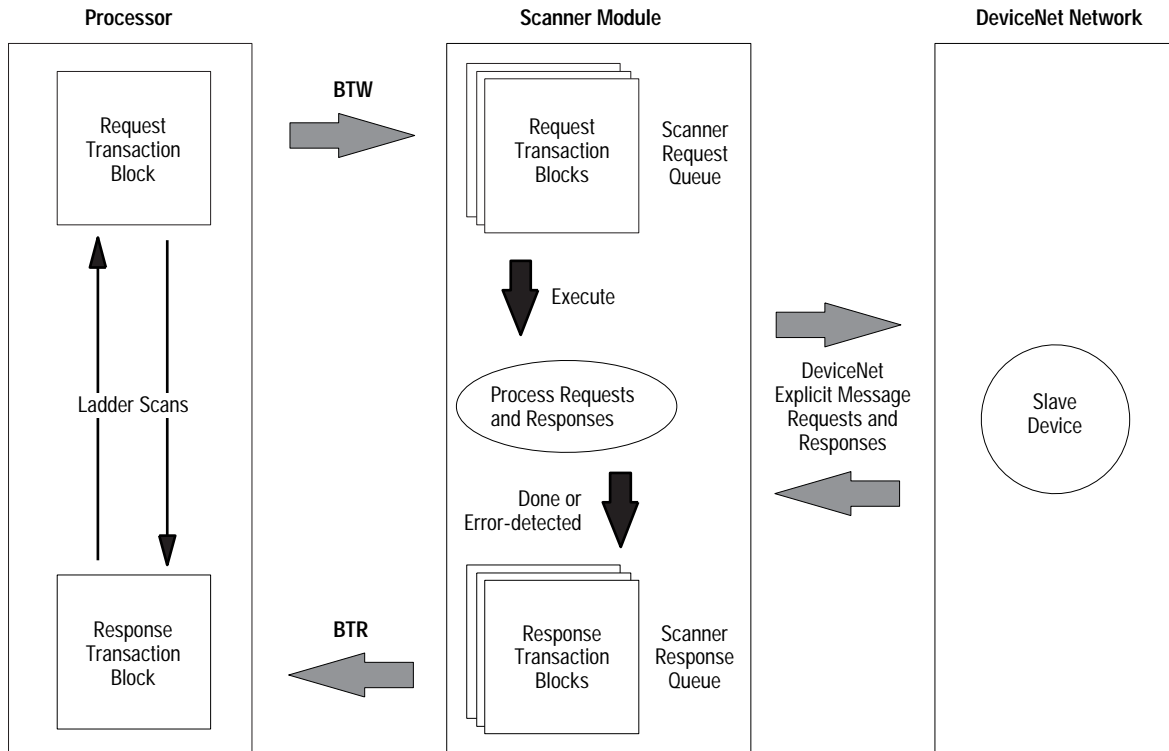 Processor
Scanner Module
DeviceNet Network
Request
Transaction
Block
BTW
Request
Transaction
Blocks
Scanner
Request
Queue
Execute
Ladder Scans
Process Requests
and Responses
DeviceNet
Explicit Message
Requests and
Responses
Slave
Device
Done or
Error-detected
Response
Transaction
Block
BTR
Response
Transaction
Blocks
Scanner
Response
Queue